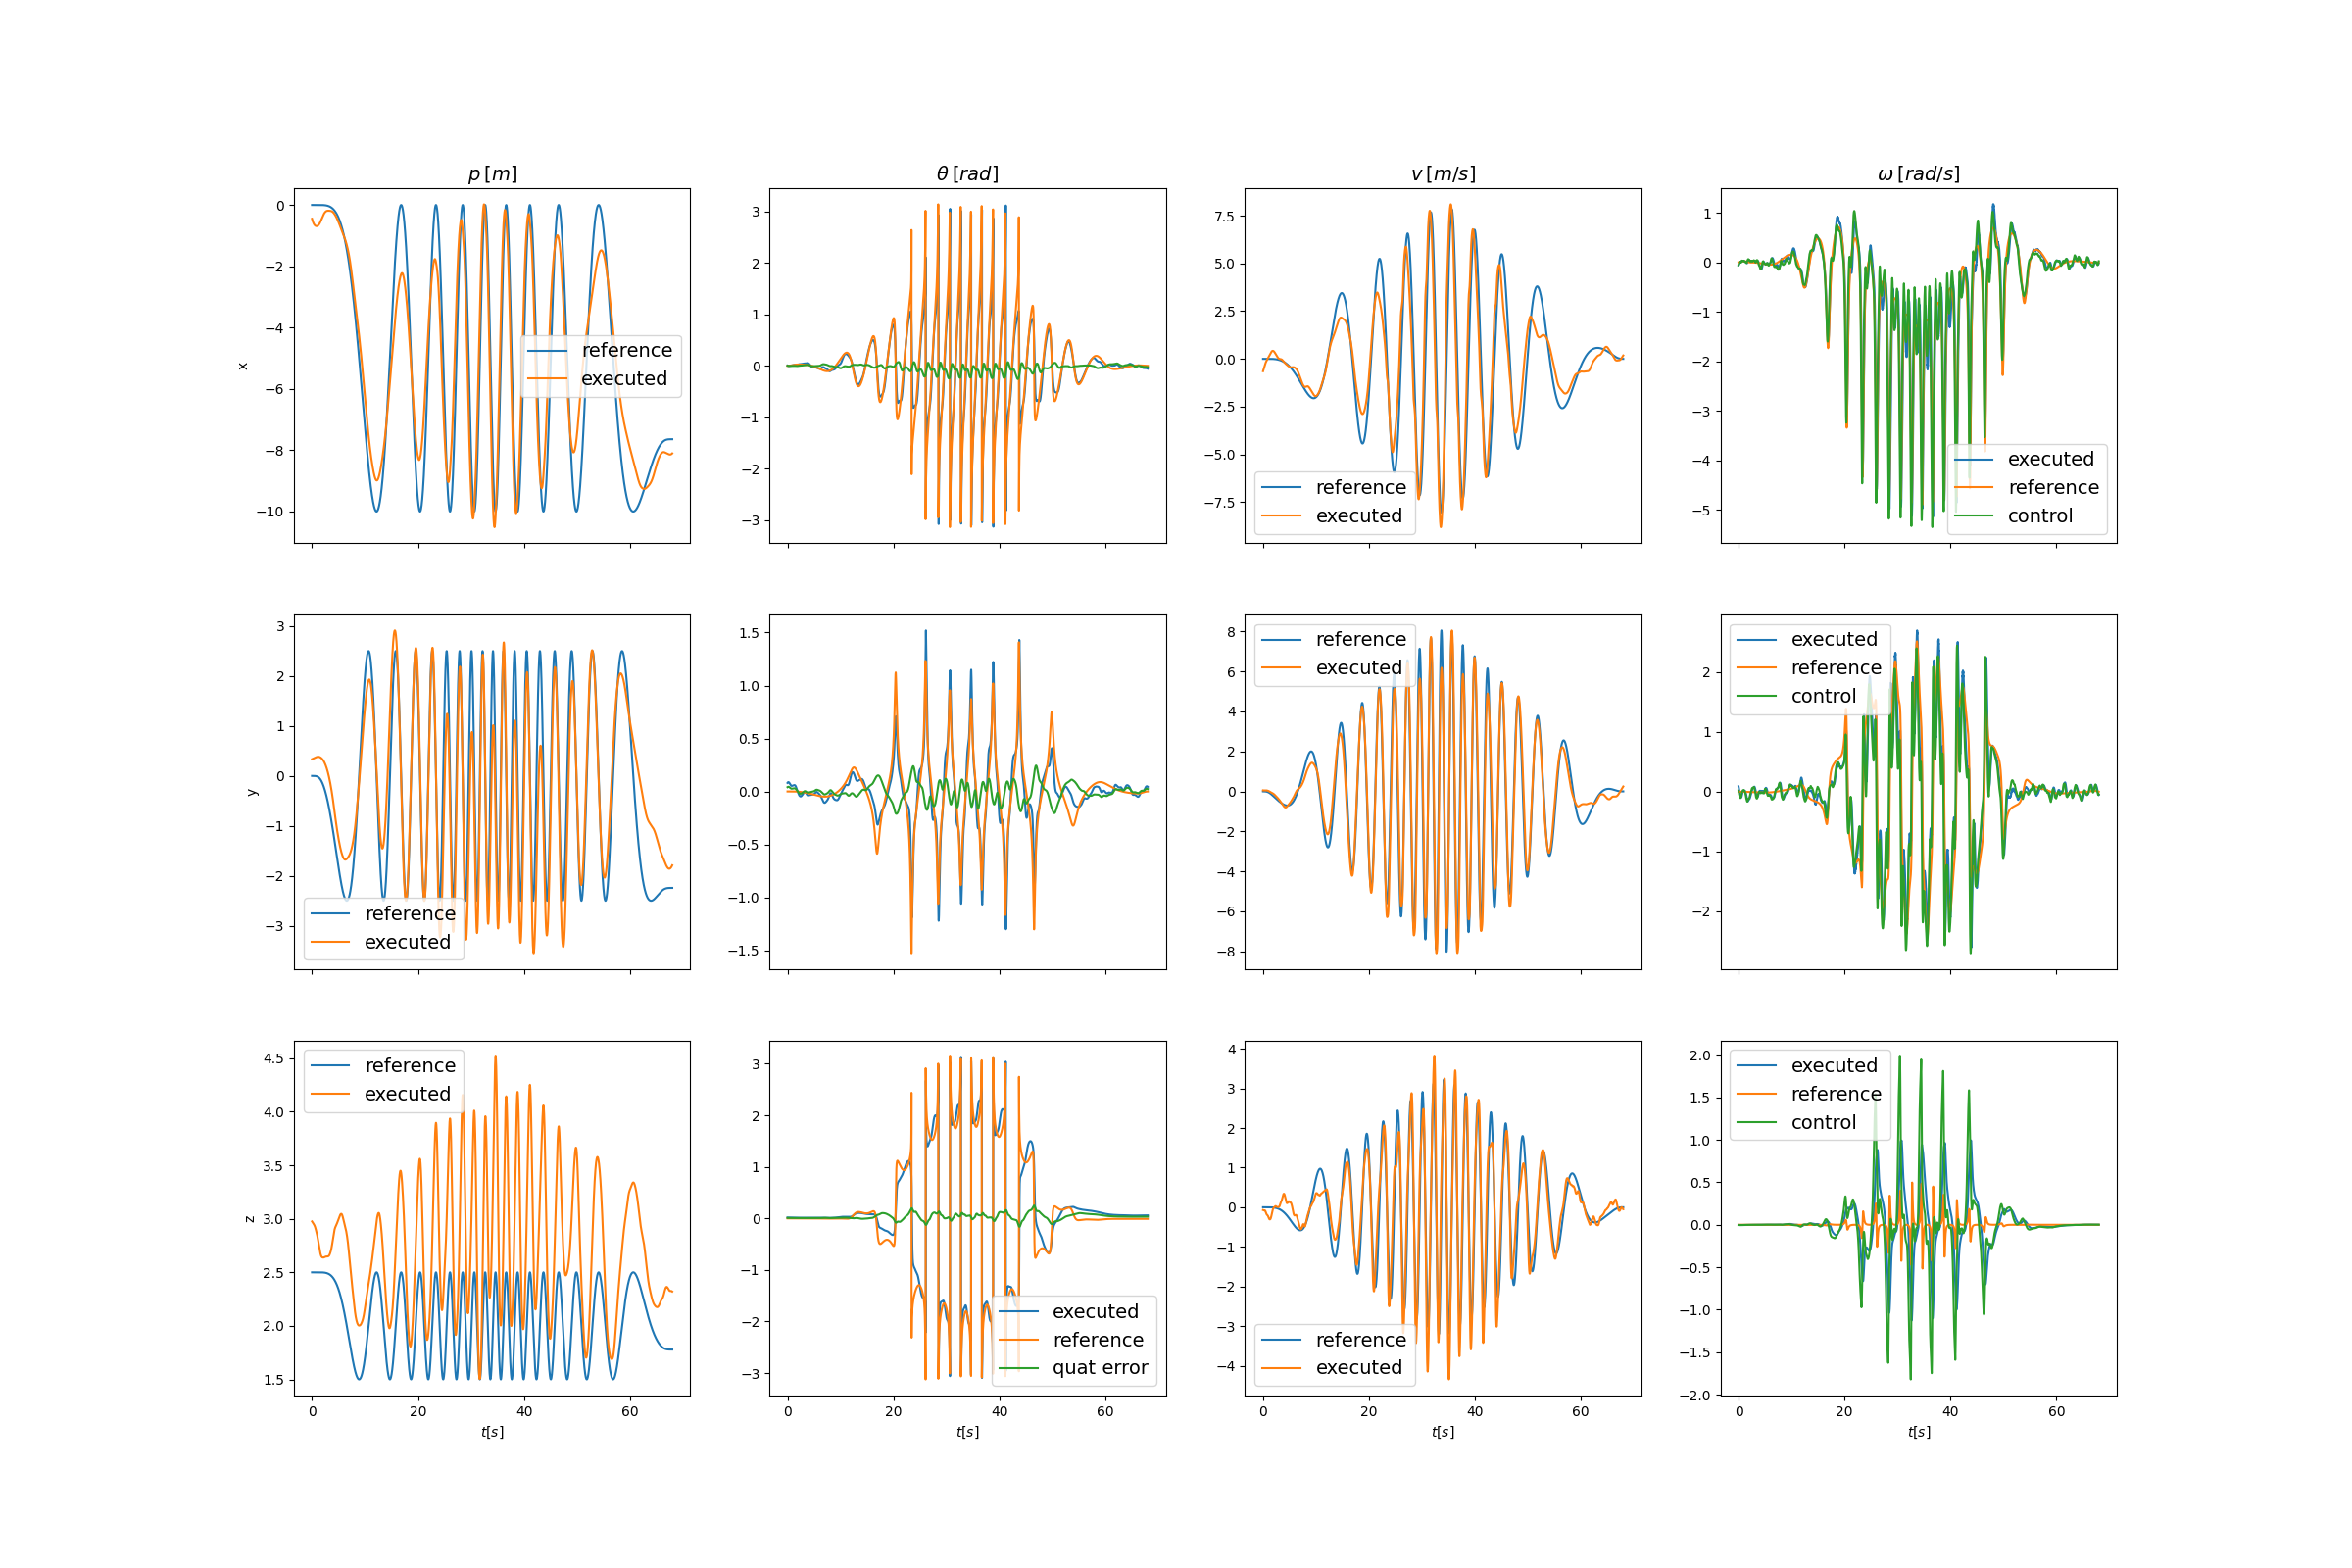 p [m]
θ [rad]
v [m/s]
ω [rad/s]
x
0
−2
−4
−6
−8
−10
reference
executed
3
2
1
0
−1
−2
−3
7.5
5.0
2.5
0.0
−2.5
−5.0
−7.5
reference
executed
1
0
−1
−2
−3
−4
−5
executed
reference
control
y
3
2
1
0
−1
−2
−3
reference
executed
1.5
1.0
0.5
0.0
−0.5
−1.0
−1.5
8
6
4
2
0
−2
−4
−6
−8
reference
executed
2
1
0
−1
−2
executed
reference
control
z
4.5
4.0
3.5
3.0
2.5
2.0
1.5
reference
executed
0 20 40 60
t[s]
3
2
1
0
−1
−2
−3
executed
reference
quat error
0 20 40 60
t[s]
4
3
2
1
0
−1
−2
−3
−4
reference
executed
0 20 40 60
t[s]
2.0
1.5
1.0
0.5
0.0
−0.5
−1.0
−1.5
−2.0
executed
reference
control
0 20 40 60
t[s]